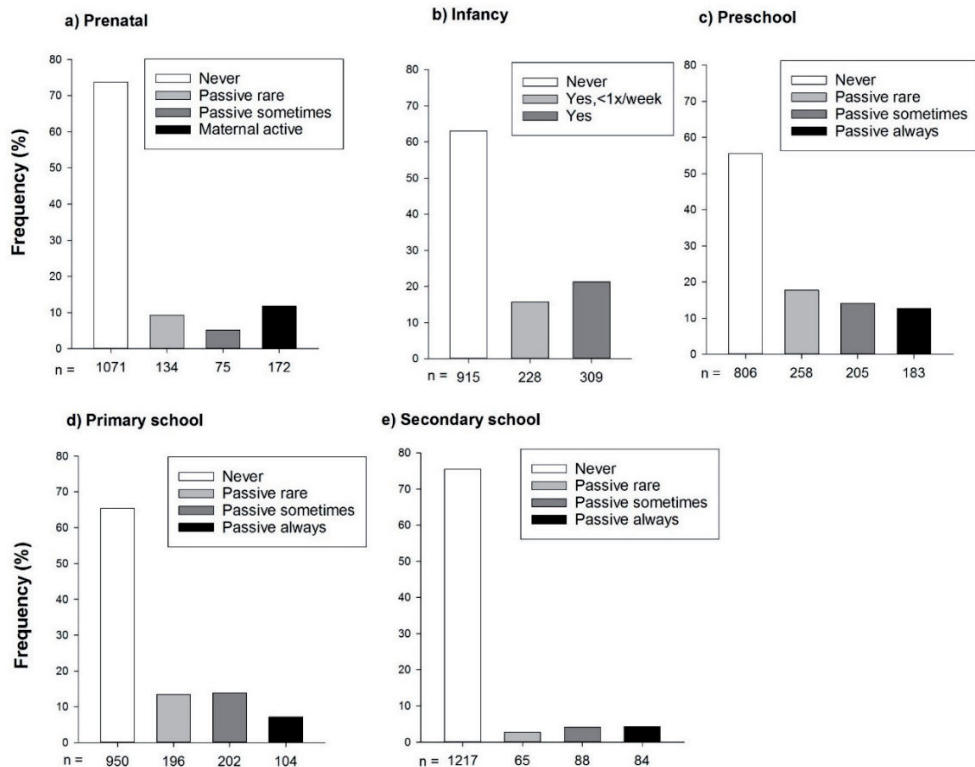 a) Prenatal
Frequency (%)
80
70
60
50
40
30
20
10
0
Never
Passive rare
Passive sometimes
Maternal active
n = 1071 134 75 172
b) Infancy
80
70
60
50
40
30
20
10
0
Never
Yes,<1x/week
Yes
n = 915 228 309
c) Preschool
80
70
60
50
40
30
20
10
0
Never
Passive rare
Passive sometimes
Passive always
n = 806 258 205 183
d) Primary school
Frequency (%)
80
70
60
50
40
30
20
10
0
Never
Passive rare
Passive sometimes
Passive always
n = 950 196 202 104
e) Secondary school
80
70
60
50
40
30
20
10
0
Never
Passive rare
Passive sometimes
Passive always
n = 1217 65 88 84